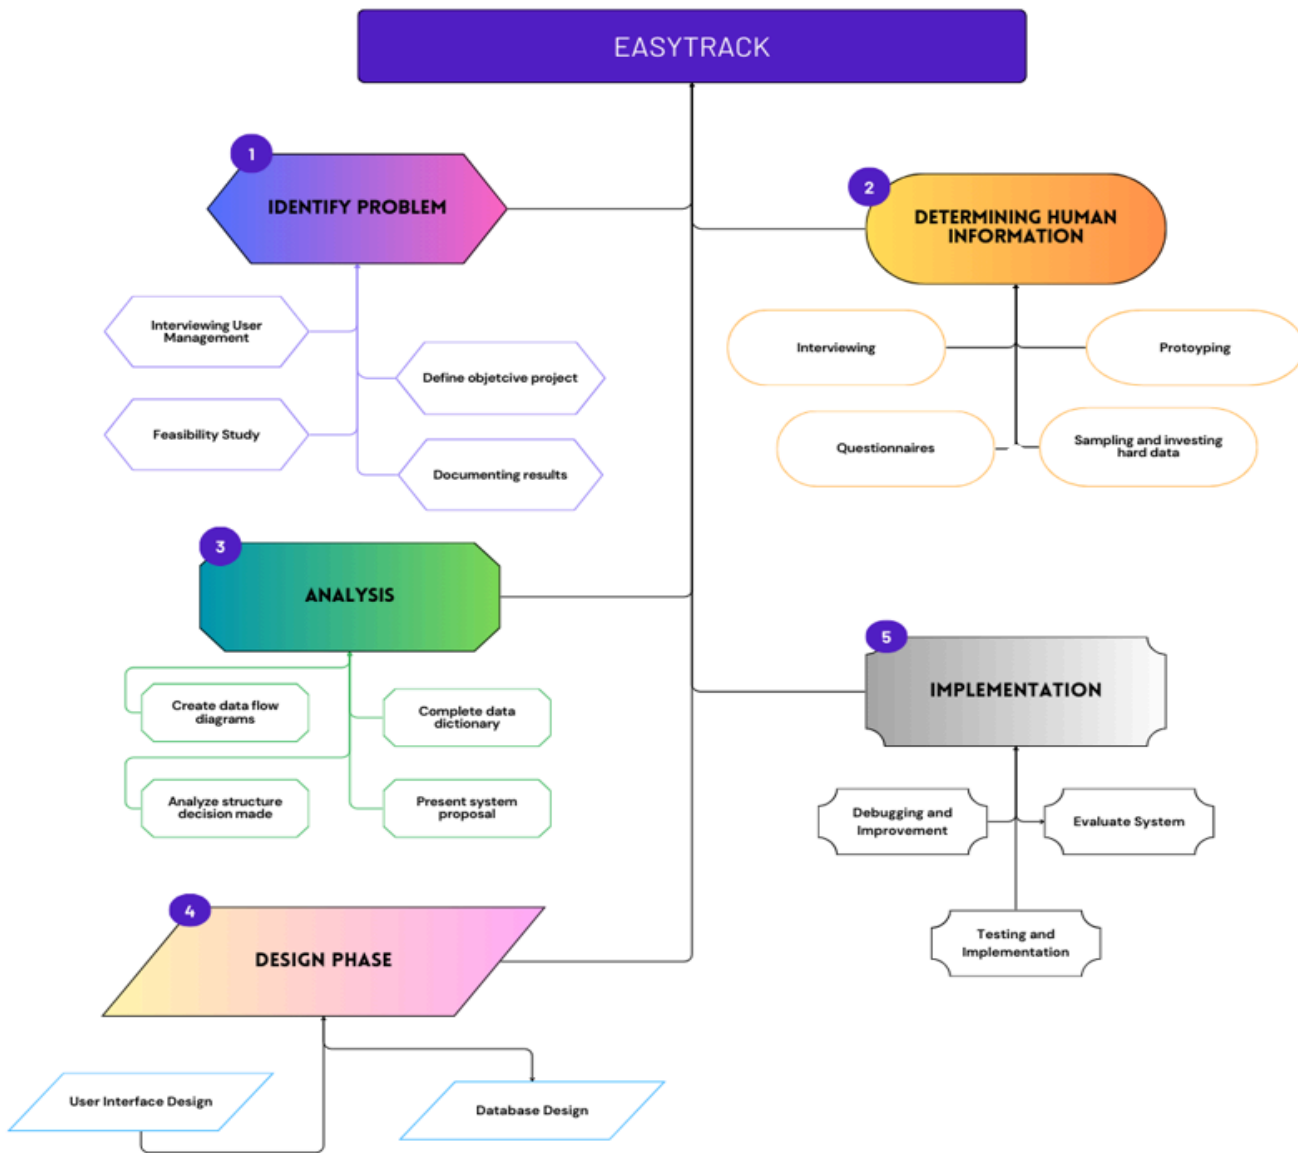 EASYTRACK
1
IDENTIFY PROBLEM
Interviewing User
Management
Define objetcive project
Feasibility Study
Documenting results
2
DETERMINING HUMAN
INFORMATION
Interviewing
Protoyping
Questionnaires
Sampling and investing
hard data
3
ANALYSIS
Create data flow
diagrams
Complete data
dictionary
Analyze structure
decision made
Present system
proposal
4
DESIGN PHASE
User Interface Design
Database Design
5
IMPLEMENTATION
Debugging and
Improvement
Evaluate System
Testing and
Implementation